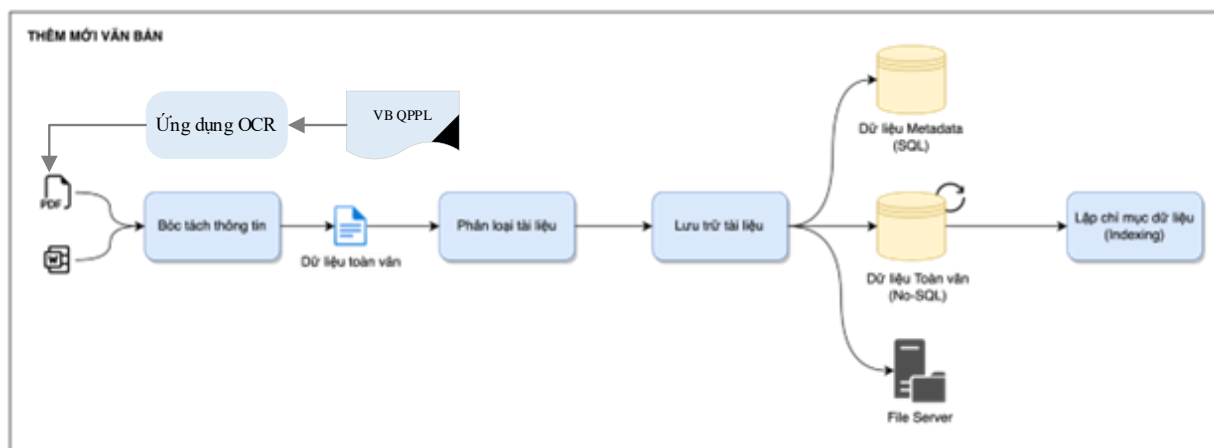 THÊM MỚI VĂN BẢN
Ứng dụng OCR
VB QPPL
PDF
W
Bóc tách thông tin
Dữ liệu toàn văn
Phân loại tài liệu
Lưu trữ tài liệu
Dữ liệu Metadata
(SQL)
Dữ liệu Toàn văn
(No-SQL)
File Server
Lập chỉ mục dữ liệu
(Indexing)